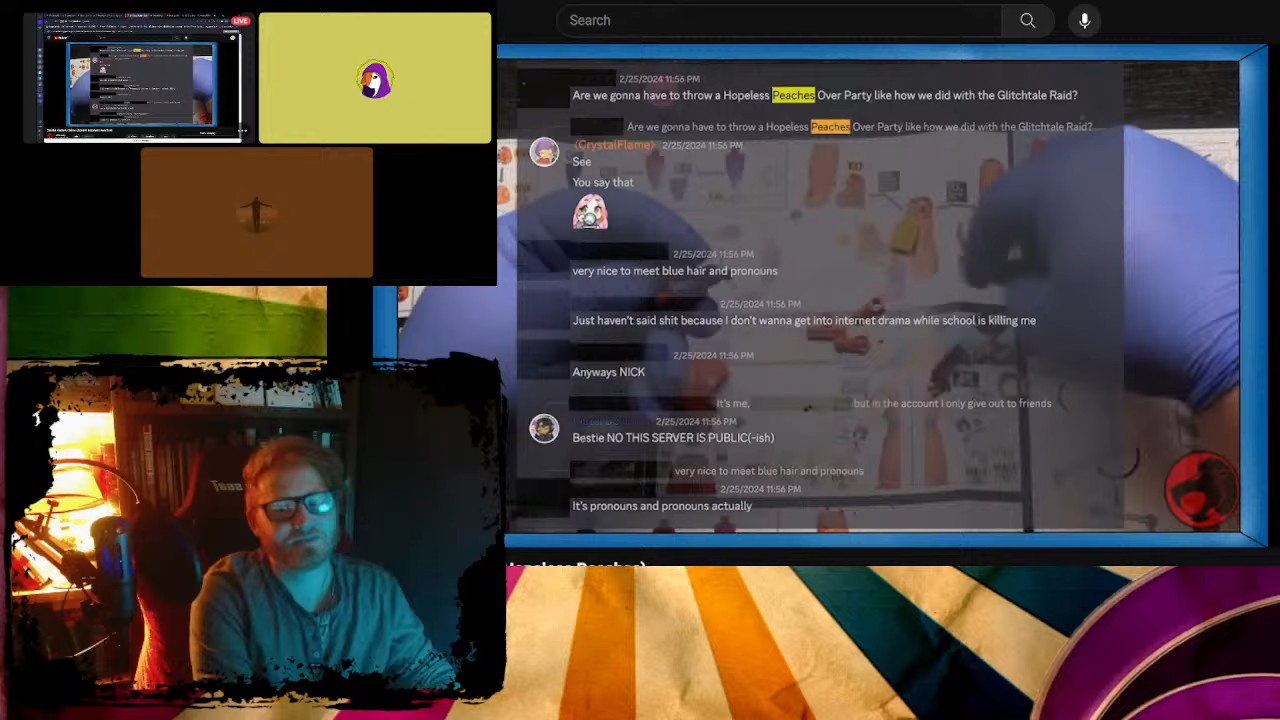 LIVE
Search
2/25/2024 11:56 PM
Are we gonna have to throw a Hopeless Peaches Over Party like how we did with the Glitchtale Raid?
Are we gonna have to throw a Hopeless Peaches Over Party like how we did with the Glitchtale Raid?
〈CrystalFlame〉 2/25/2024 11:56 PM
See
You say that
2/25/2024 11:56 PM
very nice to meet blue hair and pronouns
2/25/2024 11:56 PM
Just haven't said shit because I don't wanna get into internet drama while school is killing me
2/25/2024 11:56 PM
Anyways NICK
It's me, but in the account I only give out to friends
2/25/2024 11:56 PM
Bestie NO THIS SERVER IS PUBLIC(-ish)
very nice to meet blue hair and pronouns
2/25/2024 11:56 PM
It's pronouns and pronouns actually